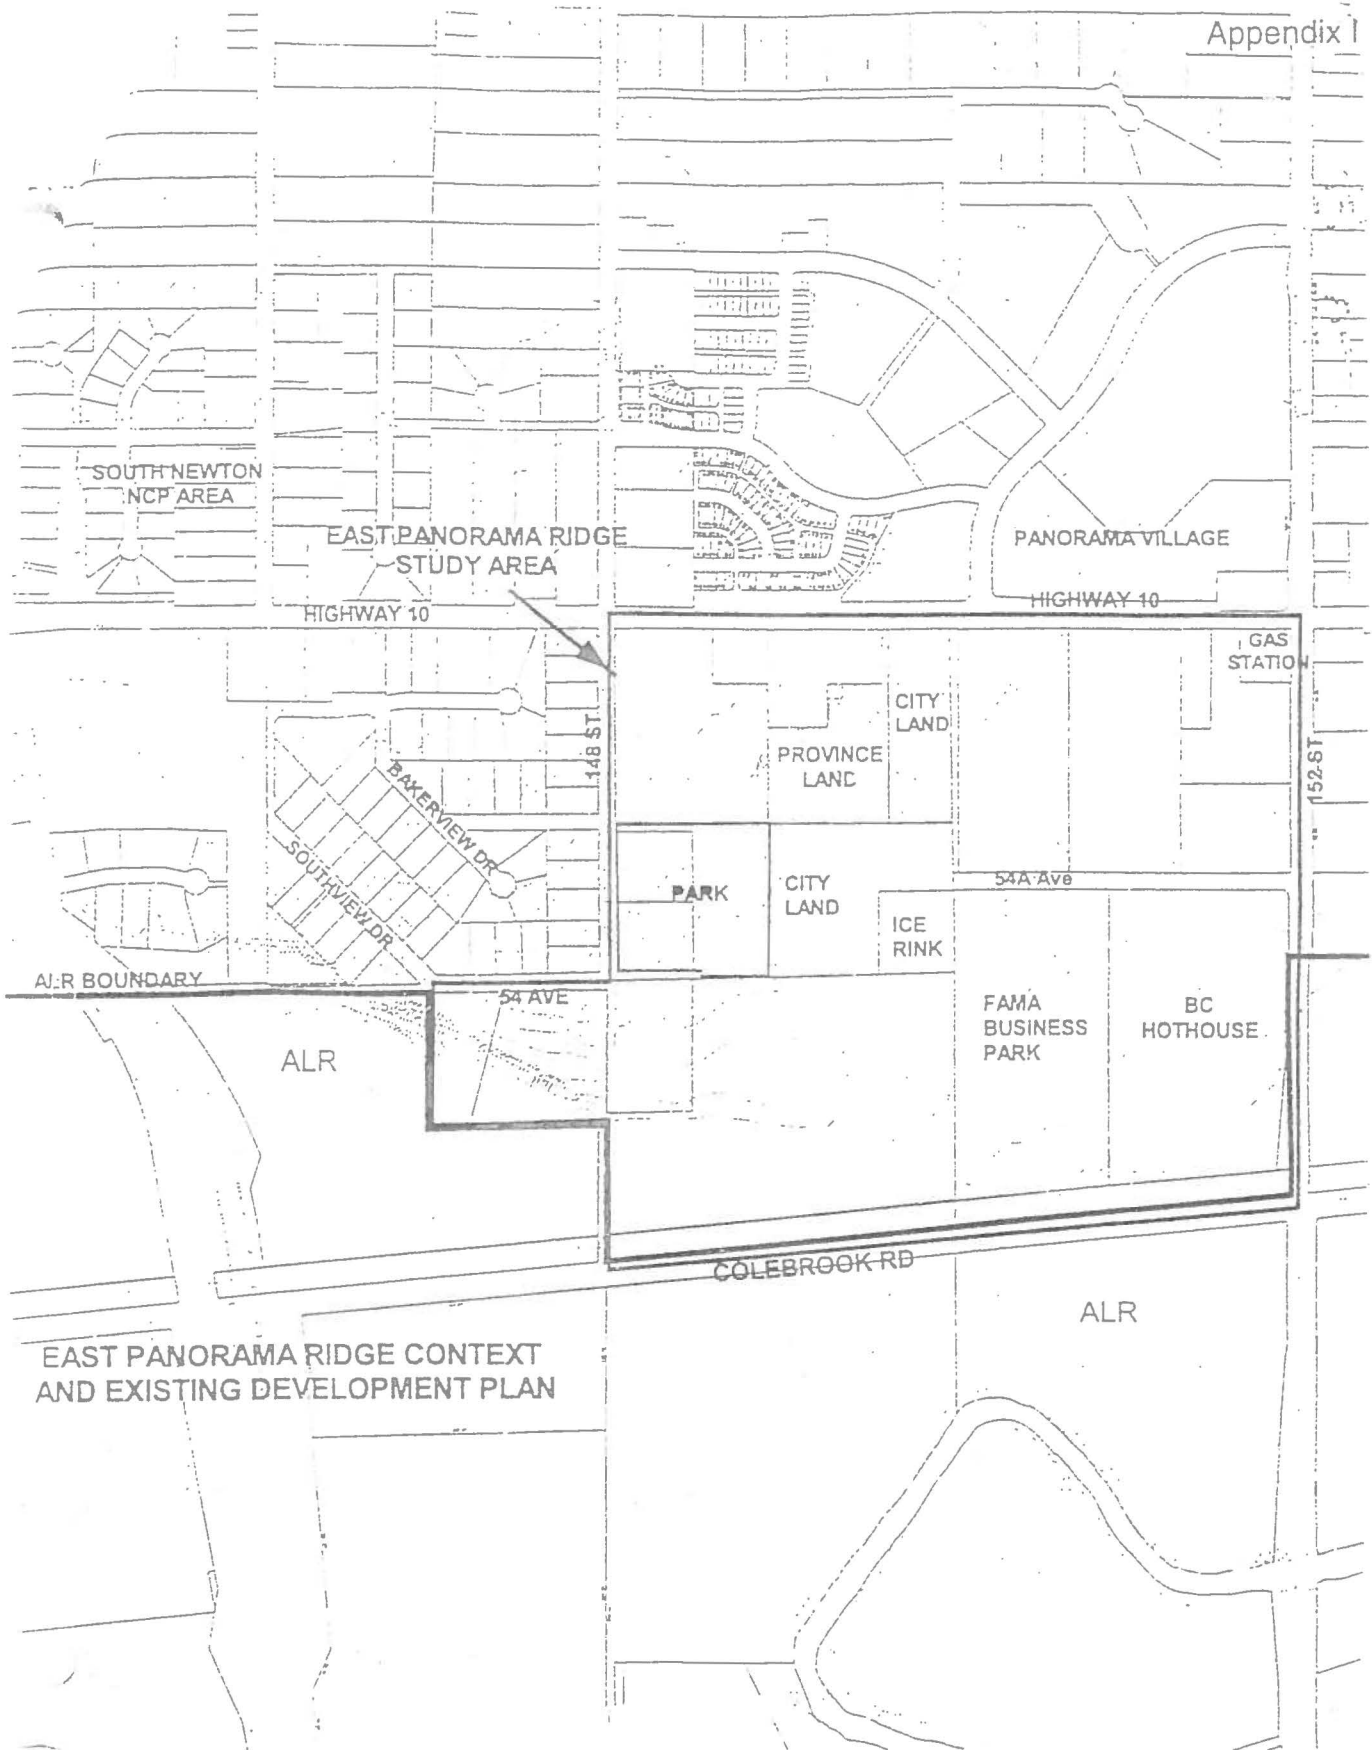 Appendix I
SOUTH NEWTON
NCP AREA
EAST PANORAMA RIDGE
STUDY AREA
PANORAMA VILLAGE
HIGHWAY 10
HIGHWAY 10
GAS
STATION
CITY
LAND
148 ST
PROVINCE
LAND
152 ST
BAKERVIEW DR
SOUTHVIEW DR
PARK
CITY
LAND
54A Ave
ICE
RINK
ALR BOUNDARY
54 AVE
FAMA
BUSINESS
PARK
BC
HOTHOUSE
ALR
COLEBROOK RD
ALR
EAST PANORAMA RIDGE CONTEXT
AND EXISTING DEVELOPMENT PLAN